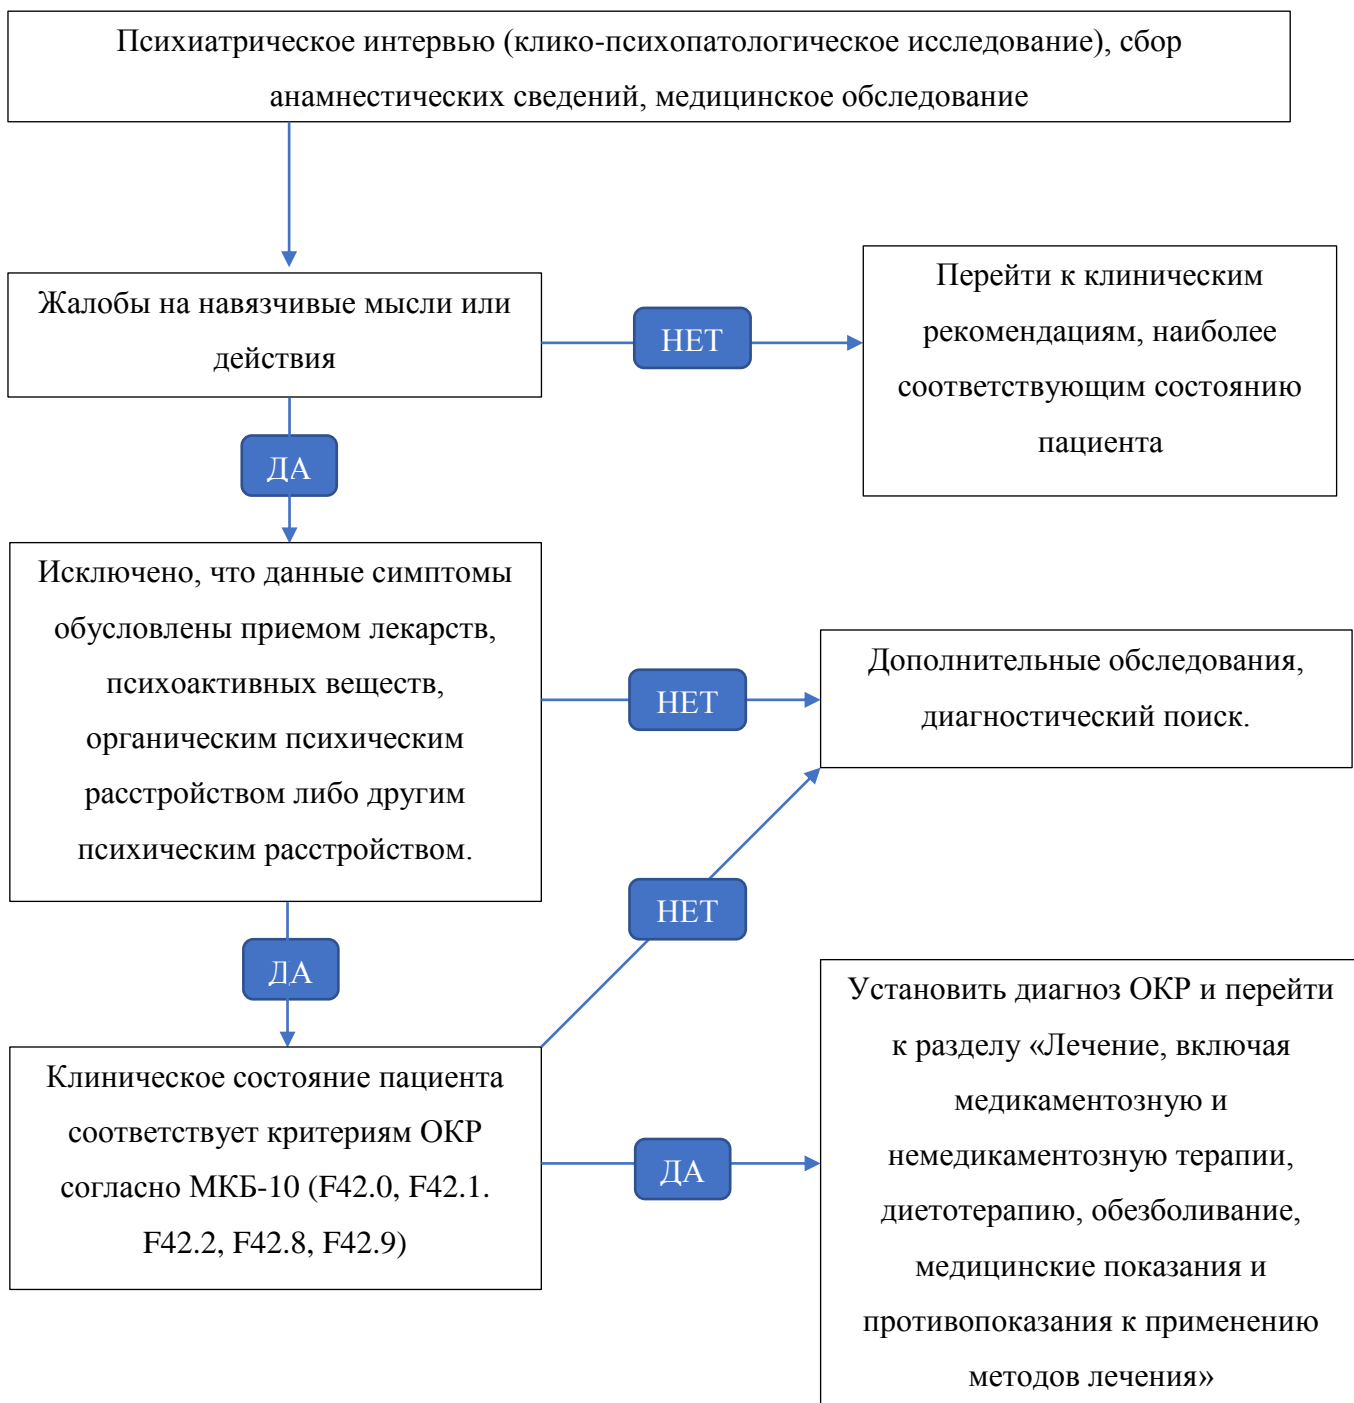 Психиатрическое интервью (клико-психопатологическое исследование), сбор
анамнестических сведений, медицинское обследование
Жалобы на навязчивые мысли или
действия
НЕТ
Перейти к клиническим
рекомендациям, наиболее
соответствующим состоянию
пациента
ДА
Исключено, что данные симптомы
обусловлены приемом лекарств,
психоактивных веществ,
органическим психическим
расстройством либо другим
психическим расстройством.
НЕТ
Дополнительные обследования,
диагностический поиск.
НЕТ
ДА
Клиническое состояние пациента
соответствует критериям ОКР
согласно МКБ-10 (F42.0, F42.1.
F42.2, F42.8, F42.9)
ДА
Установить диагноз ОКР и перейти
к разделу «Лечение, включая
медикаментозную и
немедикаментозную терапии,
диетотерапию, обезболивание,
медицинские показания и
противопоказания к применению
методов лечения»